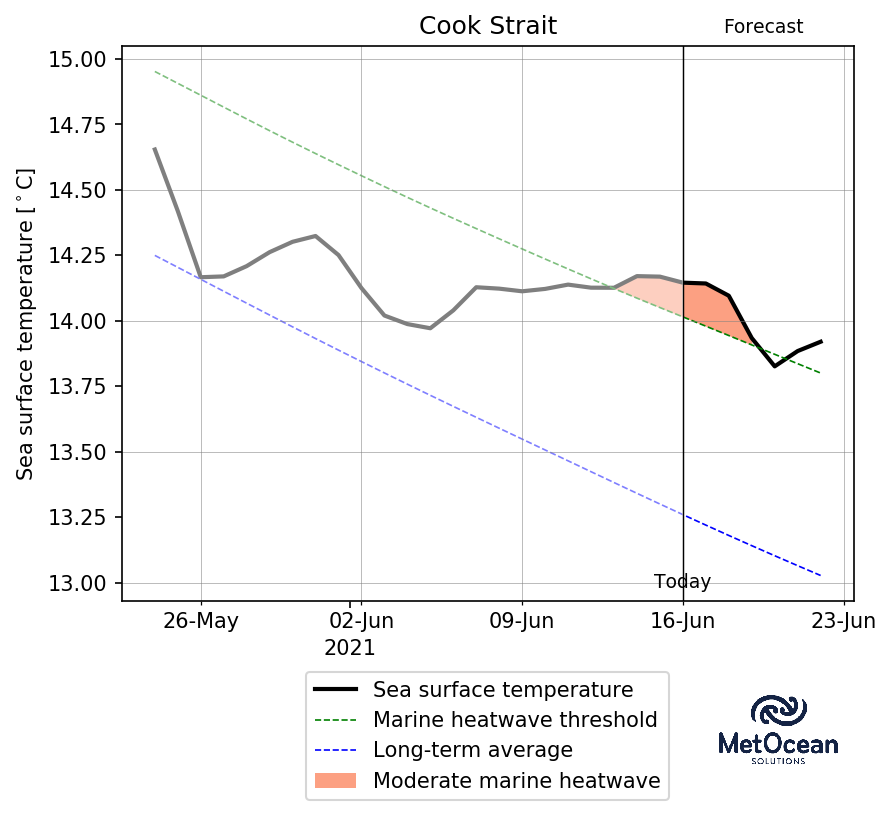 Cook Strait
Forecast
Sea surface temperature [°C]
15.00
14.75
14.50
14.25
14.00
13.75
13.50
13.25
13.00
Today
26-May
02-Jun
09-Jun
16-Jun
23-Jun
2021
Sea surface temperature
Marine heatwave threshold
Long-term average
Moderate marine heatwave
MetOcean
SOLUTIONS